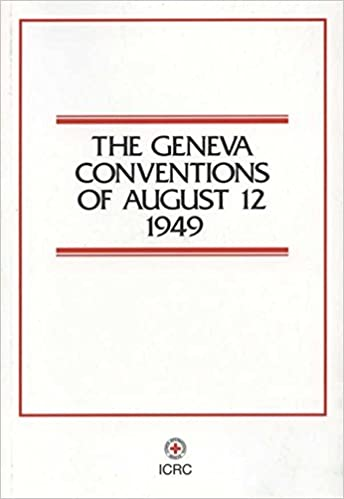 THE GENEVA
CONVENTIONS
OF AUGUST 12
1949
ICRC